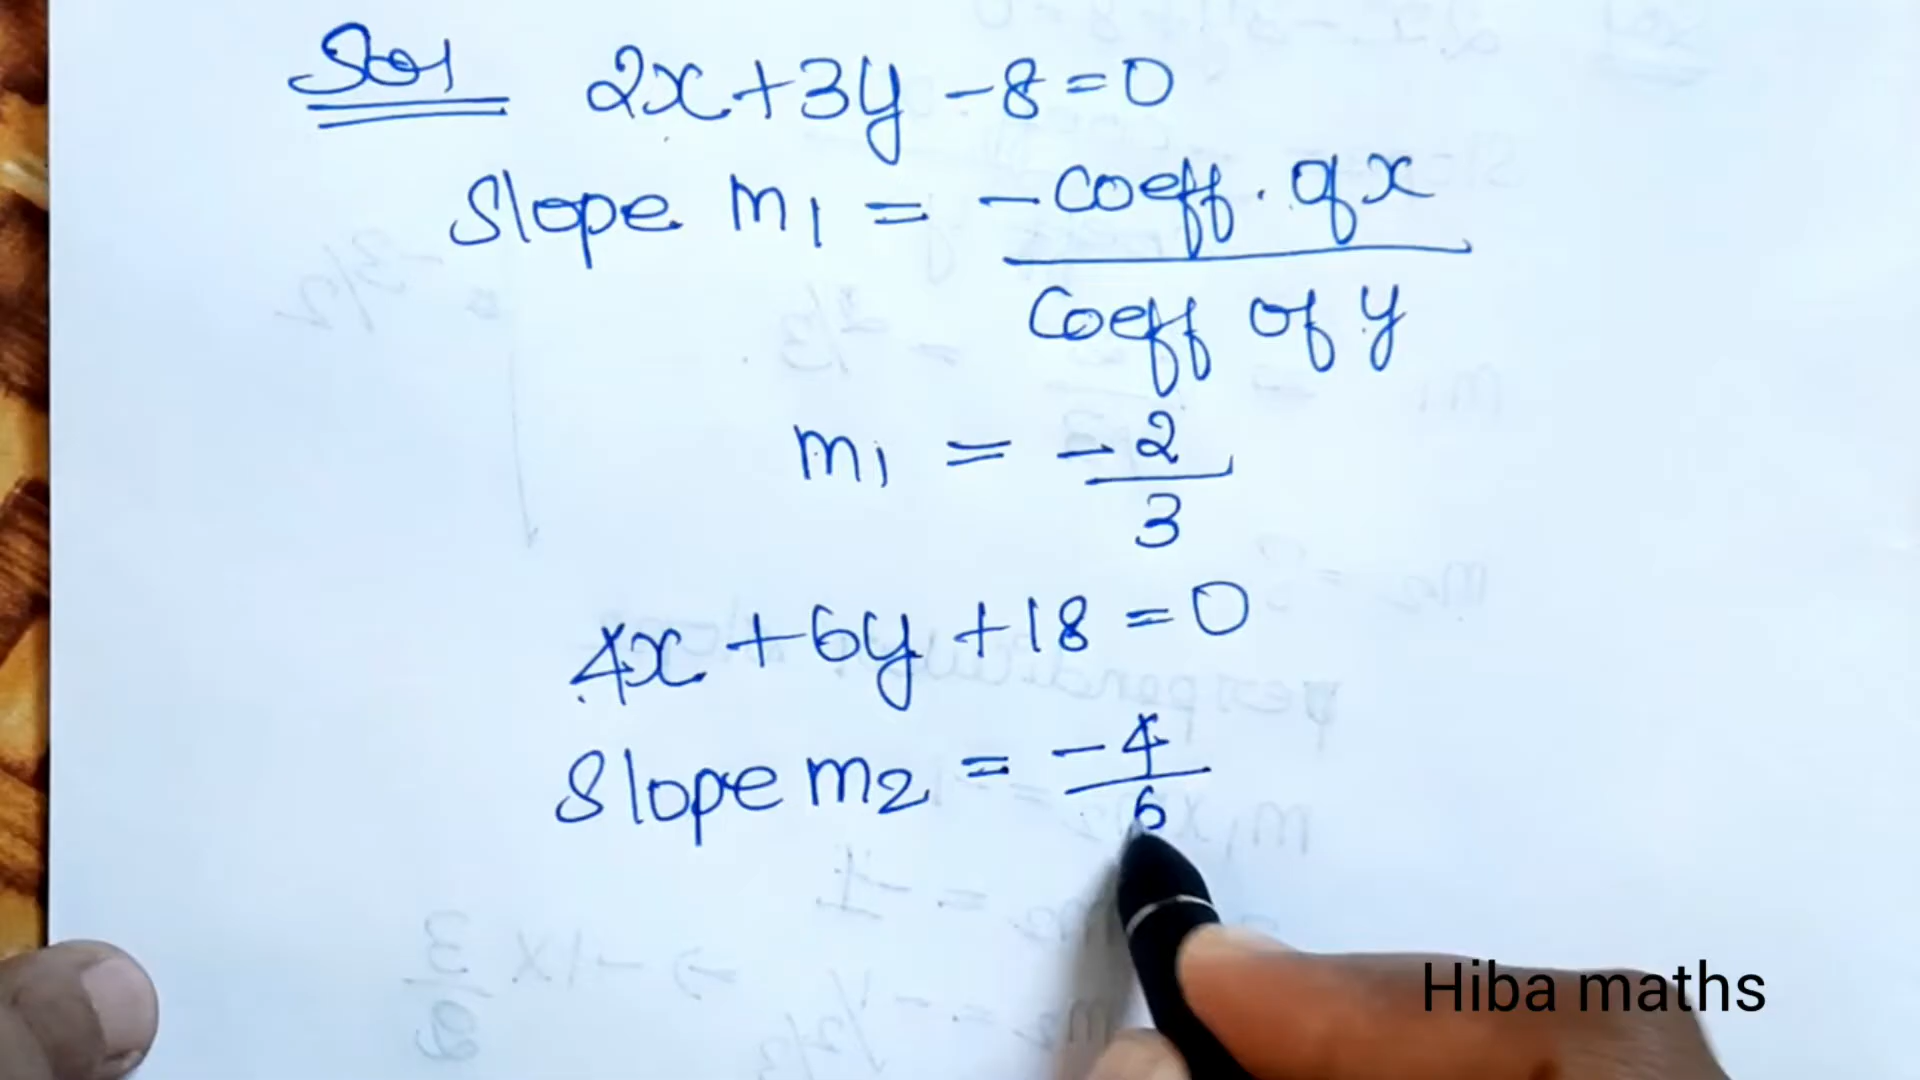 Sol 2x+3y-8=0
Slope m1 = -coeff. of x
coeff of y
m1 = -2
3
4x+6y+18=0
Slope m2 = -4
6
Hiba maths